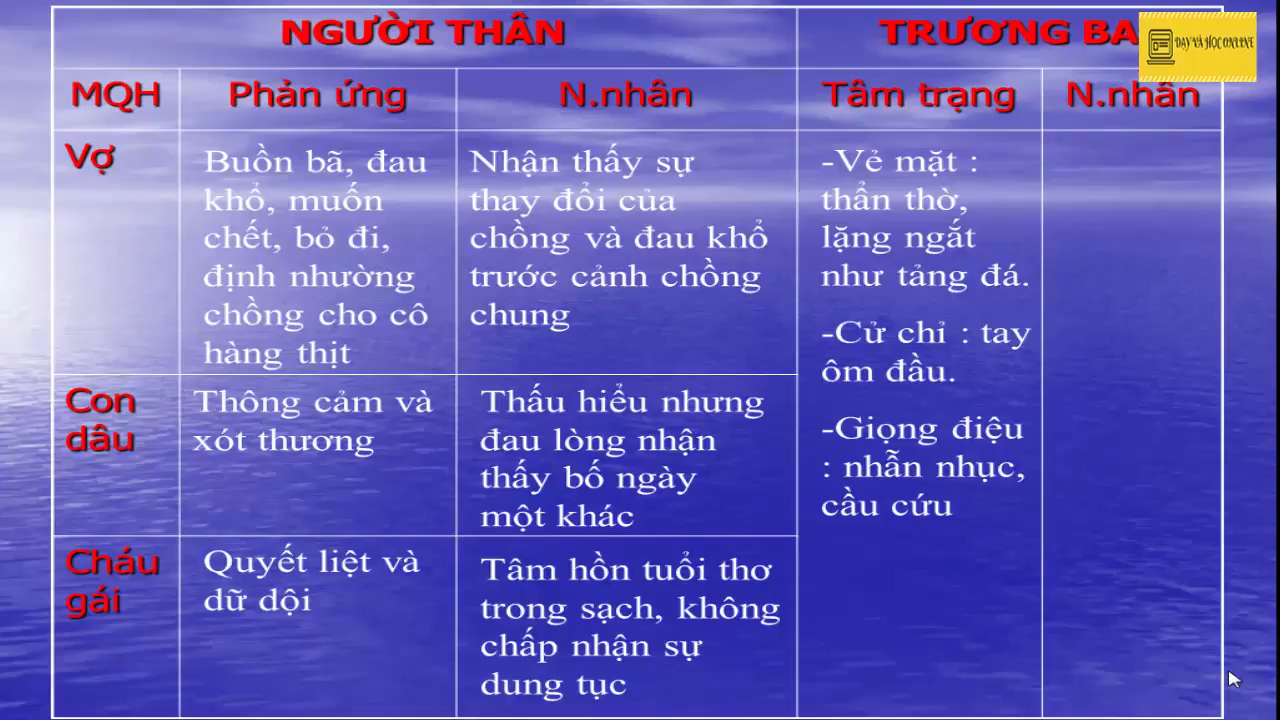 NGƯỜI THÂN
TRƯƠNG BA
DẠY VÀ HỌC ONLINE
MQH
Phản ứng
N.nhân
Tâm trạng
N.nhân
Vợ
Buồn bã, đau
khổ, muốn
chết, bỏ đi,
định nhường
chồng cho cô
hàng thịt
Nhận thấy sự
thay đổi của
chồng và đau khổ
trước cảnh chồng
chung
-Vẻ mặt :
thẩn thờ,
lặng ngắt
như tảng đá.
-Cử chỉ : tay
ôm đầu.
-Giọng điệu
: nhẫn nhục,
cầu cứu
Con
dâu
Thông cảm và
xót thương
Thấu hiểu nhưng
đau lòng nhận
thấy bố ngày
một khác
Cháu
gái
Quyết liệt và
dữ dội
Tâm hồn tuổi thơ
trong sạch, không
chấp nhận sự
dung tục